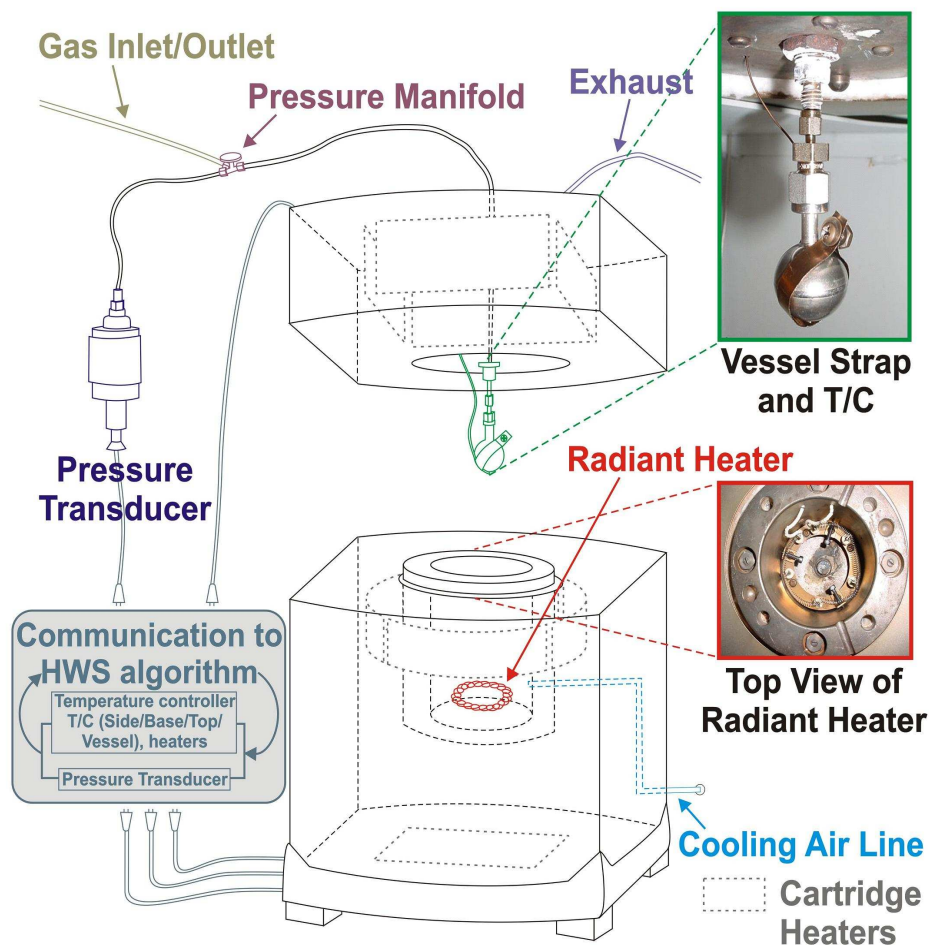 Gas Inlet/Outlet
Pressure Manifold
Exhaust
Vessel Strap
and T/C
Pressure
Transducer
Radiant Heater
Top View of
Radiant Heater
Communication to
HWS algorithm
Temperature controller
T/C (Side/Base/Top/
Vessel), heaters
Pressure Transducer
Cooling Air Line
Cartridge
Heaters